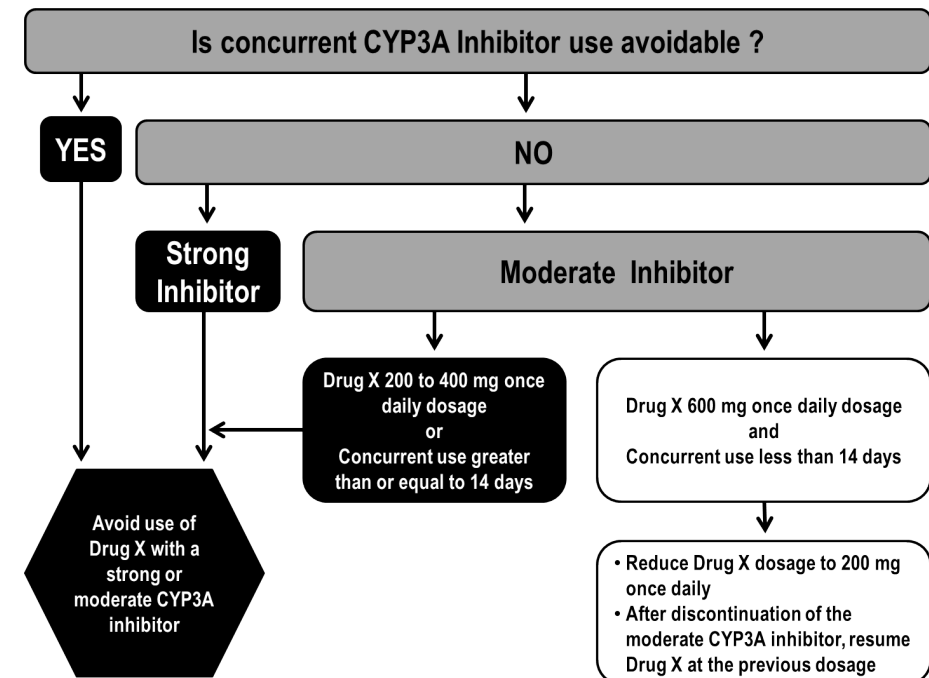 Is concurrent CYP3A Inhibitor use avoidable ?
YES
NO
Strong
Inhibitor
Moderate Inhibitor
Drug X 200 to 400 mg once
daily dosage
or
Concurrent use greater
than or equal to 14 days
Drug X 600 mg once daily dosage
and
Concurrent use less than 14 days
Avoid use of
Drug X with a
strong or
moderate CYP3A
inhibitor
• Reduce Drug X dosage to 200 mg
once daily
• After discontinuation of the
moderate CYP3A inhibitor, resume
Drug X at the previous dosage